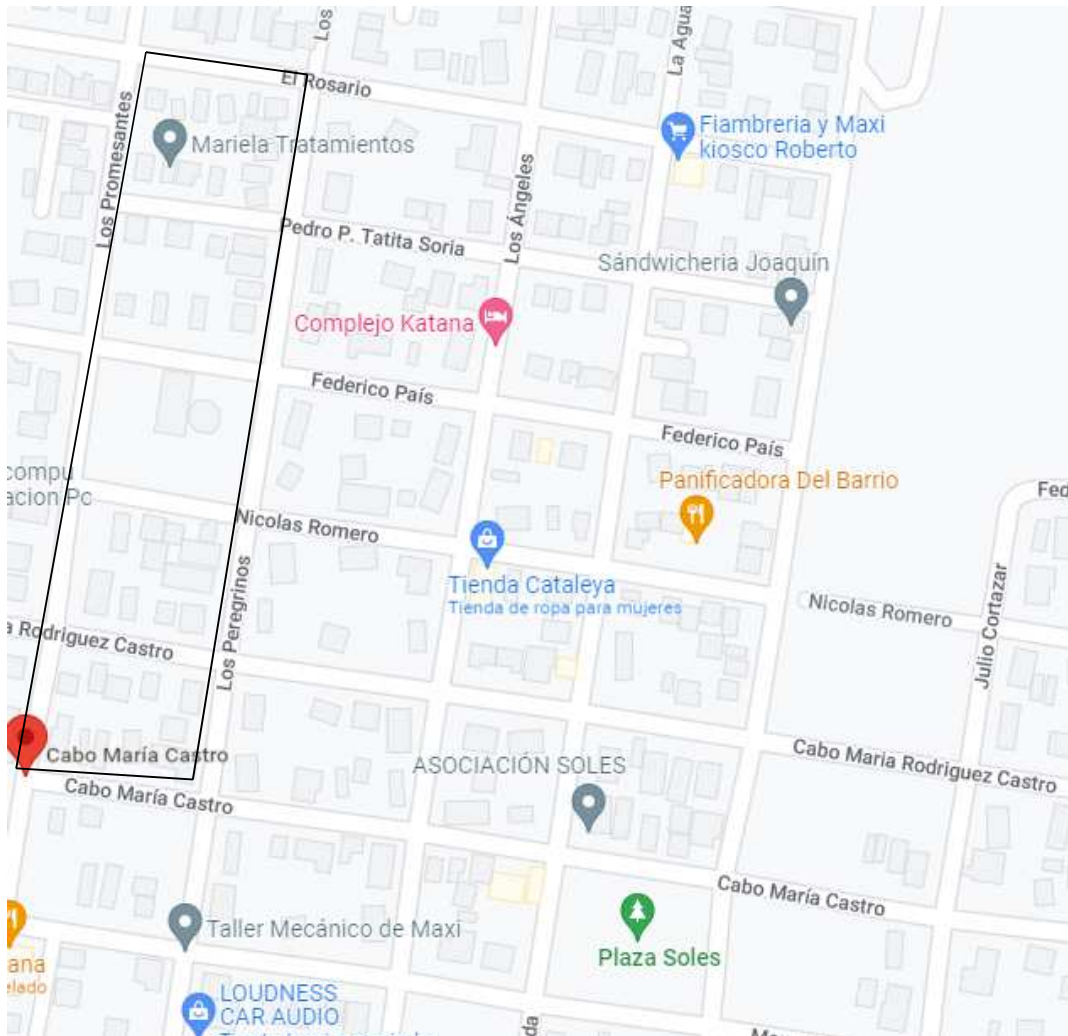 Los
La Agua
El Rosario
Los Promesantes
Mariela Tratamientos
Fiambreria y Maxi
kiosco Roberto
Los Ángeles
Pedro P. Tatita Soria
Sándwicheria Joaquín
Complejo Katana
Federico País
Federico País
compu
acion Pc
Panificadora Del Barrio
Fed
Nicolas Romero
Tienda Cataleya
Tienda de ropa para mujeres
Nicolas Romero
Julio Cortazar
a Rodriguez Castro
Los Peregrinos
Cabo María Castro
Cabo María Castro
ASOCIACIÓN SOLES
Cabo Maria Rodriguez Castro
Cabo María Castro
Taller Mecánico de Maxi
Plaza Soles
ana
elado
LOUDNESS
CAR AUDIO
da